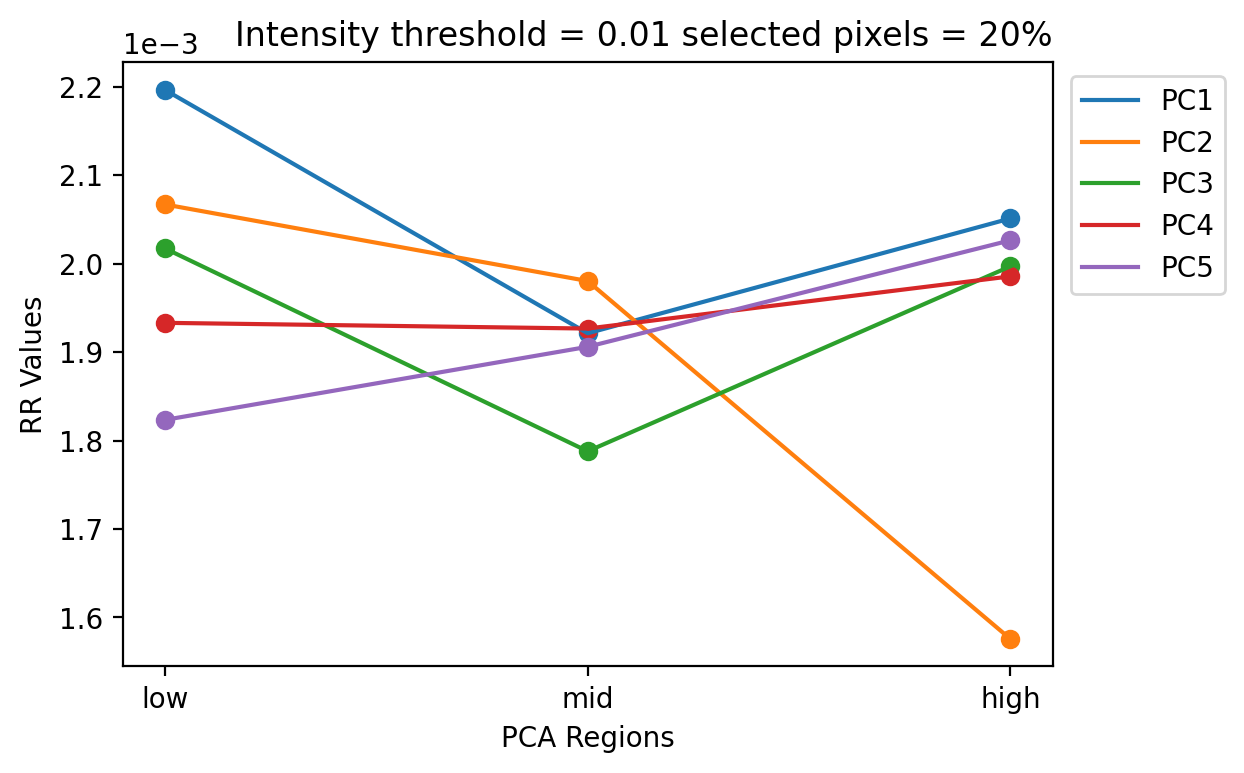 Intensity threshold = 0.01 selected pixels = 20%
1e−3
2.2
2.1
2.0
1.9
1.8
1.7
1.6
RR Values
low mid high
PCA Regions
PC1
PC2
PC3
PC4
PC5